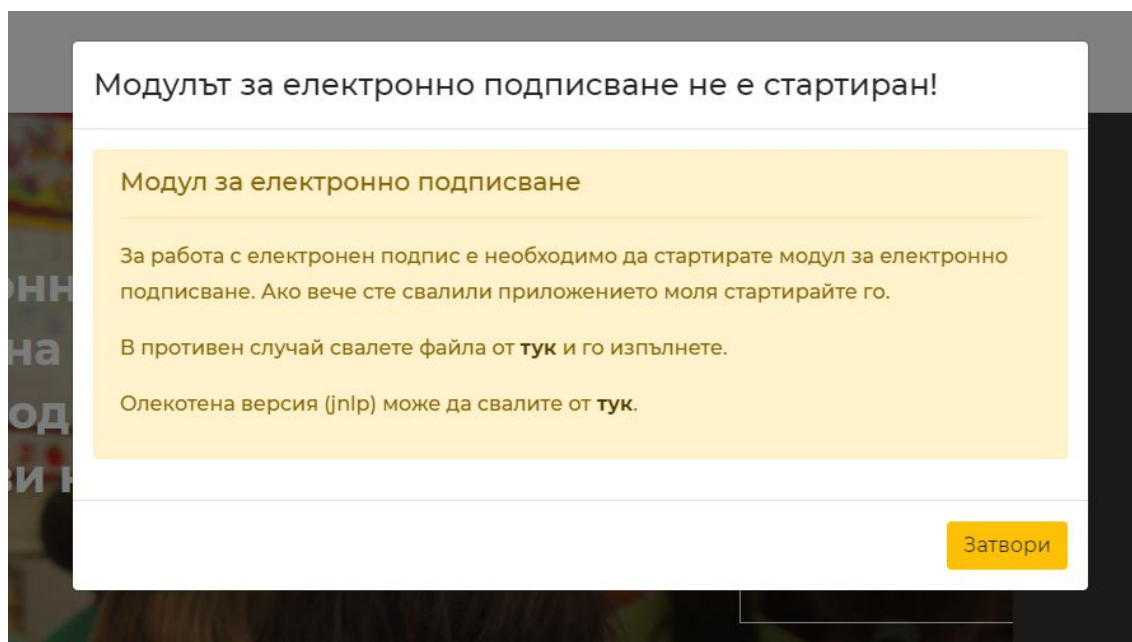 Модулът за електронно подписване не е стартиран!
Модул за електронно подписване
За работа с електронен подпис е необходимо да стартирате модул за електронно
подписване. Ако вече сте свалили приложението моля стартирайте го.
В противен случай свалете файла от тук и го изпълнете.
Олекотена версия (jnlp) може да свалите от тук.
Затвори